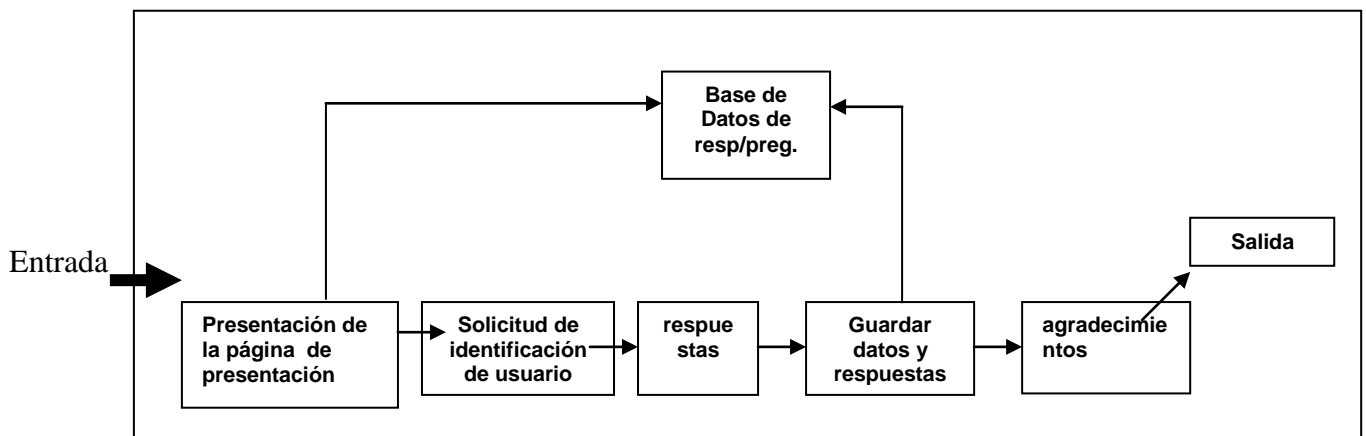 Base de
Datos de
resp/preg.
Salida
Entrada
Presentación de
la página de
presentación
Solicitud de
identificación
de usuario
respue
stas
Guardar
datos y
respuestas
agradecimie
ntos